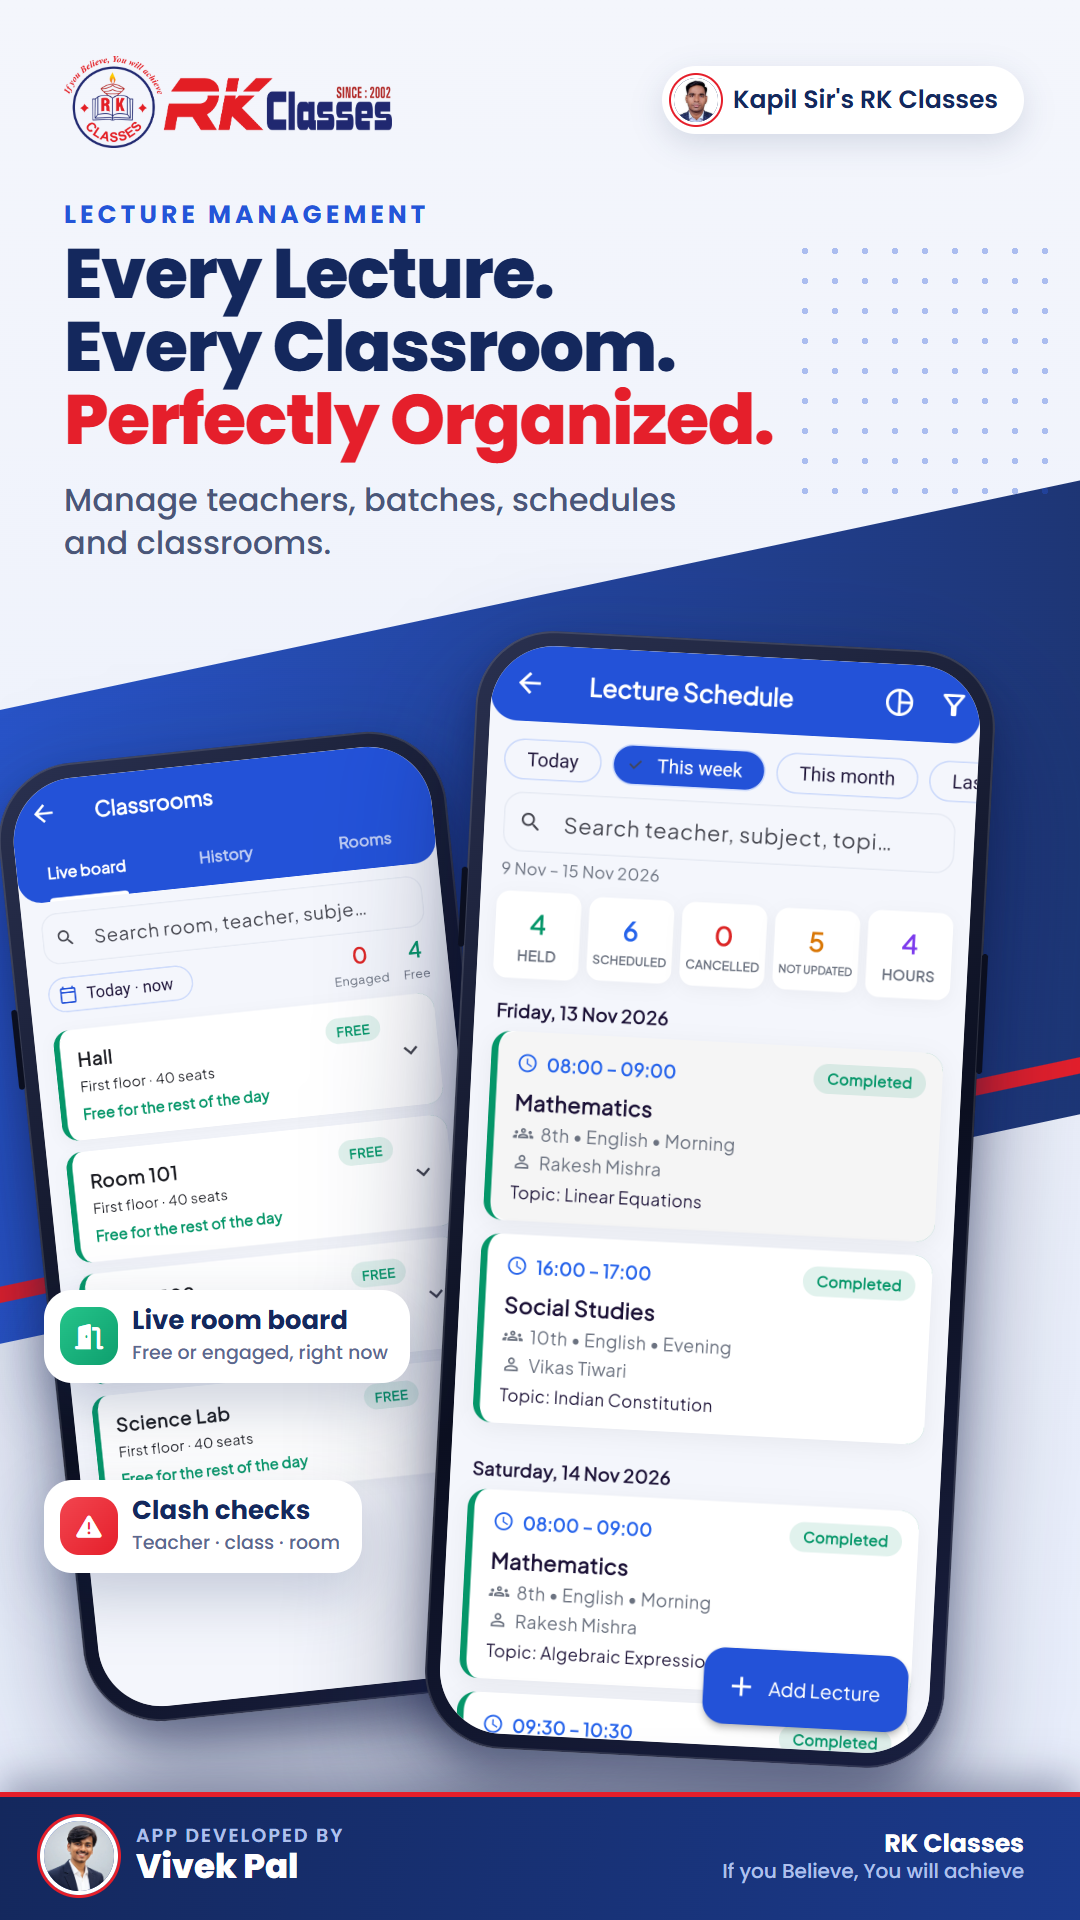 If you Believe, You will achieve
RK
CLASSES
RK Classes
SINCE : 2002
Kapil Sir's RK Classes
LECTURE MANAGEMENT
Every Lecture.
Every Classroom.
Perfectly Organized.
Manage teachers, batches, schedules
and classrooms.
Classrooms
Live board
History
Rooms
Search room, teacher, subje...
Today · now
0
Engaged
4
Free
Hall
FREE
First floor · 40 seats
Free for the rest of the day
Room 101
FREE
First floor · 40 seats
Free for the rest of the day
FREE
Live room board
Free or engaged, right now
Science Lab
FREE
First floor · 40 seats
Free for the rest of the day
Clash checks
Teacher · class · room
Lecture Schedule
Today
This week
This month
Las
Search teacher, subject, topi...
9 Nov – 15 Nov 2026
4
HELD
6
SCHEDULED
0
CANCELLED
5
NOT UPDATED
4
HOURS
Friday, 13 Nov 2026
08:00 – 09:00
Completed
Mathematics
8th • English • Morning
Rakesh Mishra
Topic: Linear Equations
16:00 – 17:00
Completed
Social Studies
10th • English • Evening
Vikas Tiwari
Topic: Indian Constitution
Saturday, 14 Nov 2026
08:00 – 09:00
Completed
Mathematics
8th • English • Morning
Rakesh Mishra
Topic: Algebraic Expressio
Add Lecture
09:30 – 10:30
Completed
APP DEVELOPED BY
Vivek Pal
RK Classes
If you Believe, You will achieve